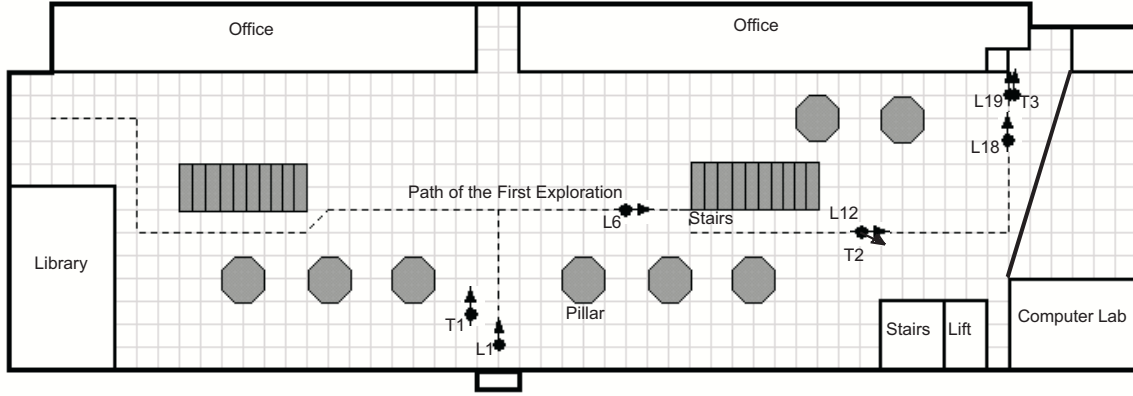 Office
Office
L19
T3
L18
Path of the First Exploration
L6
Stairs
L12
T2
Library
Pillar
T1
L1
Stairs
Lift
Computer Lab